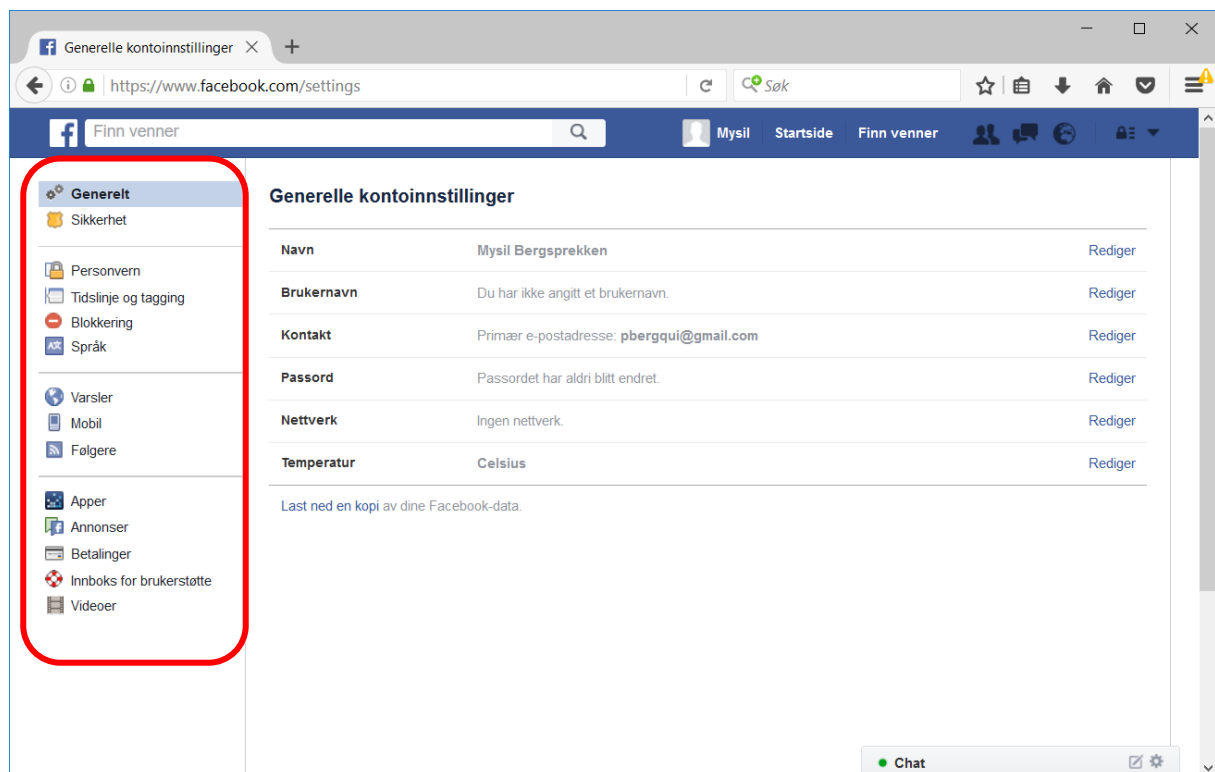 Generelle kontoinnstillinger
https://www.facebook.com/settings
Søk
Finn venner
Mysil Startside Finn venner
Generelt
Sikkerhet
Personvern
Tidslinje og tagging
Blokkering
Språk
Varsler
Mobil
Følgere
Apper
Annonser
Betalinger
Innboks for brukerstøtte
Videoer
Generelle kontoinnstillinger
Navn Mysil Bergsprekken Rediger
Brukernavn Du har ikke angitt et brukernavn. Rediger
Kontakt Primær e-postadresse: pbergqui@gmail.com Rediger
Passord Passordet har aldri blitt endret. Rediger
Nettverk Ingen nettverk. Rediger
Temperatur Celsius Rediger
Last ned en kopi av dine Facebook-data.
Chat